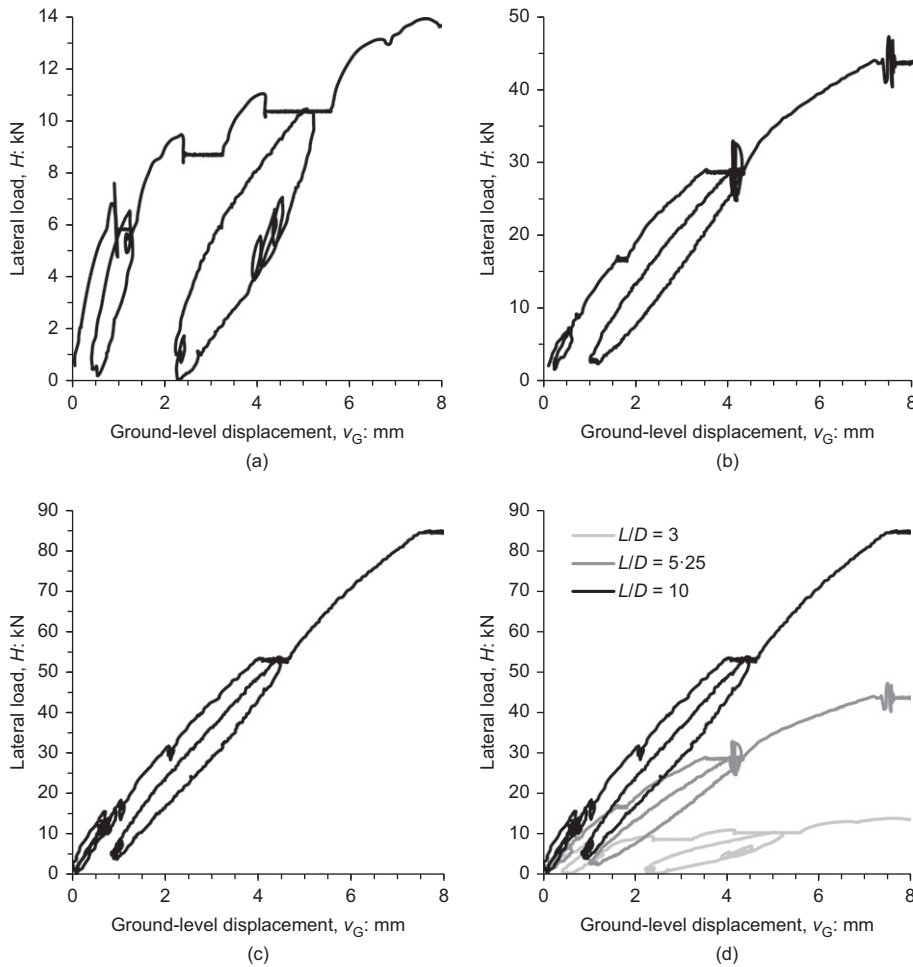 14
12
10
8
6
4
2
0
Lateral load, H: kN
0 2 4 6 8
Ground-level displacement, vG: mm
(a)
50
40
30
20
10
0
Lateral load, H: kN
0 1 2 3 4 5 6 7 8
Ground-level displacement, vG: mm
(b)
90
80
70
60
50
40
30
20
10
0
Lateral load, H: kN
0 2 4 6 8
Ground-level displacement, vG: mm
(c)
90
80
70
60
50
40
30
20
10
0
Lateral load, H: kN
L/D = 3
L/D = 5·25
L/D = 10
0 2 4 6 8
Ground-level displacement, vG: mm
(d)